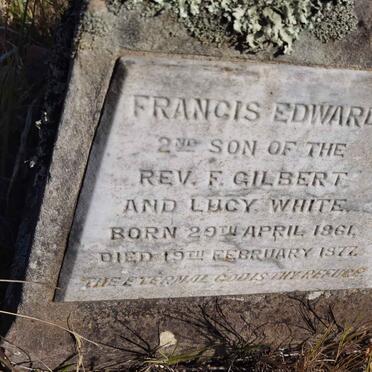 FRANCIS EDWARD
2ND SON OF THE
REV. F. GILBERT
AND LUCY WHITE.
BORN 29TH APRIL 1861,
DIED 19TH FEBRUARY 1877.
THE ETERNAL GOD IS THY REFUGE